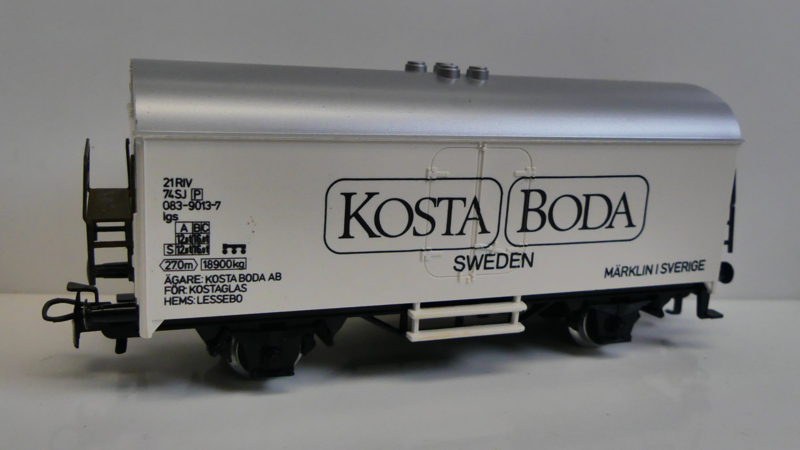 21 RIV
74 SJ P
083-9013-7
Igs
A B C
S
270m 18900kg
ÄGARE: KOSTA BODA AB
FÖR: KOSTAGLAS
HEMS: LESSEBO
KOSTA BODA
SWEDEN
MÄRKLIN I SVERIGE